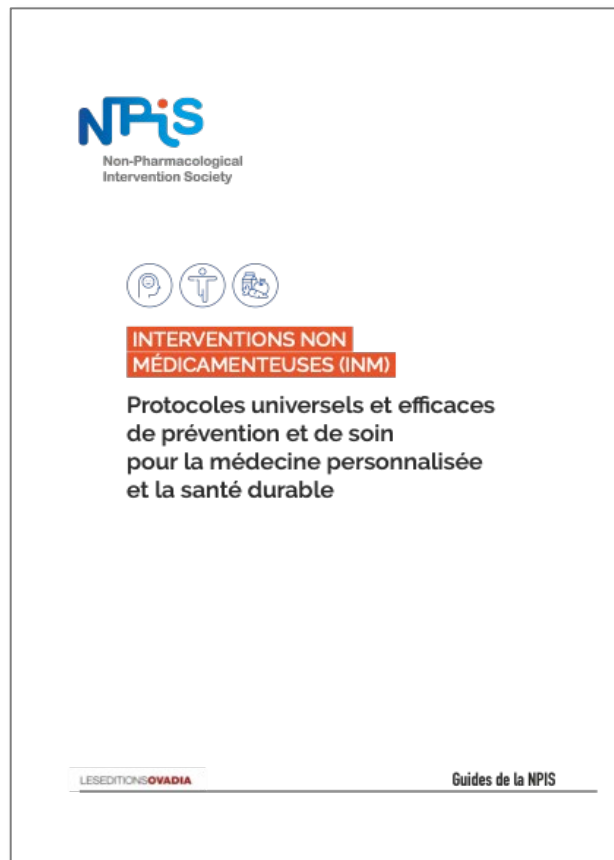 NPiS
Non-Pharmacological
Intervention Society
INTERVENTIONS NON
MÉDICAMENTEUSES (INM)
Protocoles universels et efficaces
de prévention et de soin
pour la médecine personnalisée
et la santé durable
LESEDITIONSOVADIA
Guides de la NPIS